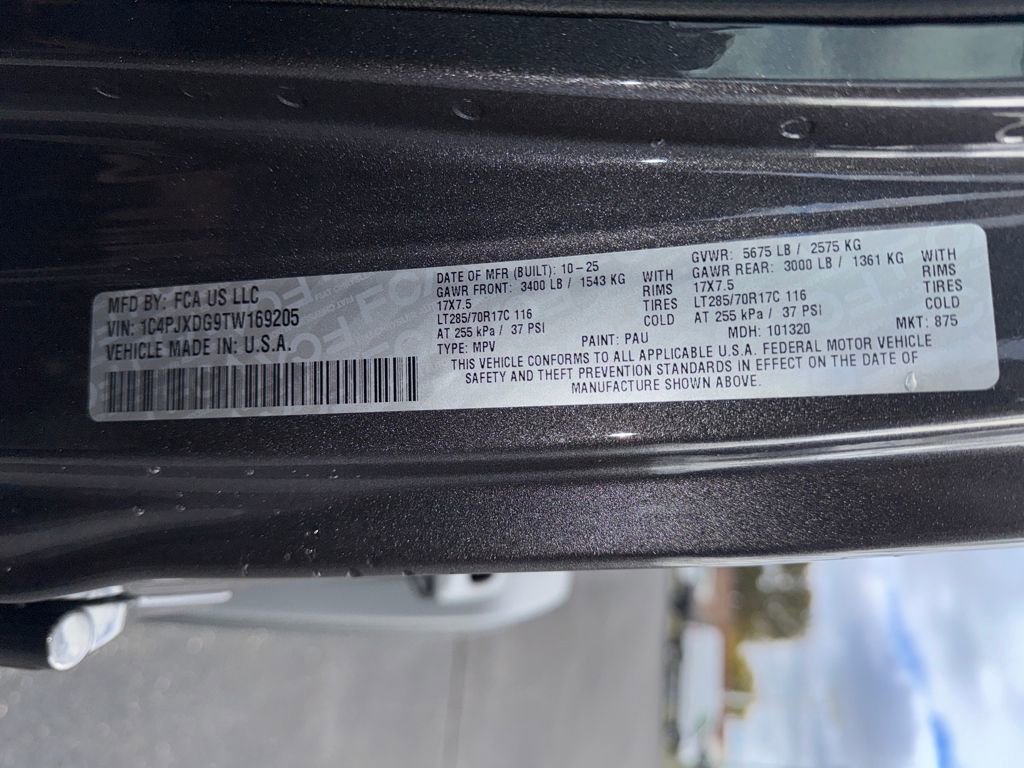 MFD BY: FCA US LLC
VIN: 1C4PJXDG9TW169205
VEHICLE MADE IN: U.S.A.
DATE OF MFR (BUILT): 10-25
GAWR FRONT: 3400 LB / 1543 KG WITH
17X7.5 RIMS
LT285/70R17C 116 TIRES
AT 255 kPa / 37 PSI COLD
TYPE: MPV
PAINT: PAU
GVWR: 5675 LB / 2575 KG
GAWR REAR: 3000 LB / 1361 KG WITH
17X7.5 RIMS
LT285/70R17C 116 TIRES
AT 255 kPa / 37 PSI COLD
MDH: 101320
MKT: 875
THIS VEHICLE CONFORMS TO ALL APPLICABLE U.S.A. FEDERAL MOTOR VEHICLE
SAFETY AND THEFT PREVENTION STANDARDS IN EFFECT ON THE DATE OF
MANUFACTURE SHOWN ABOVE.